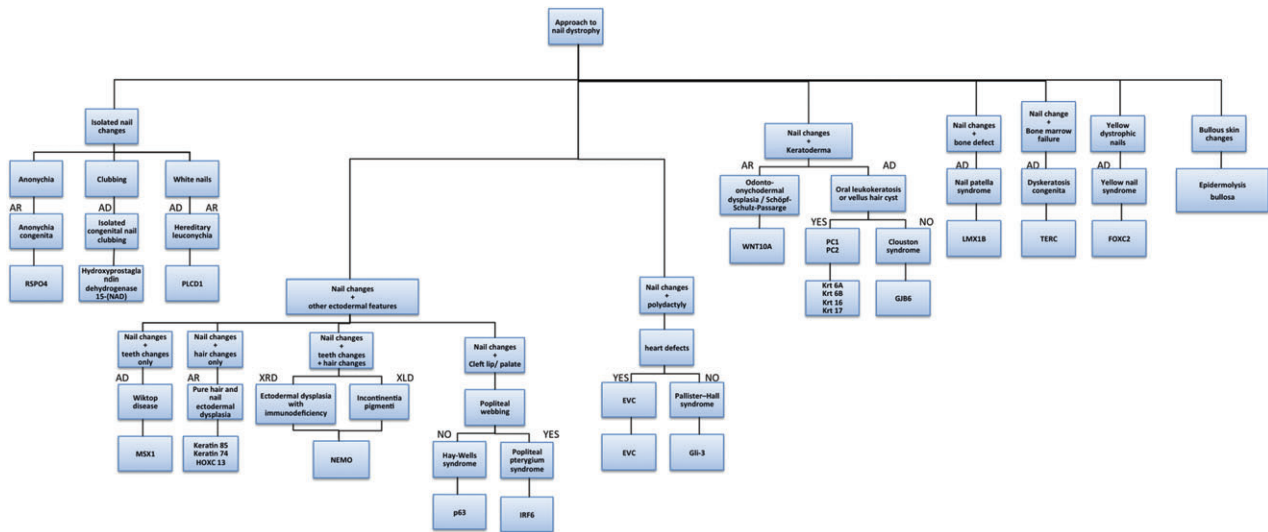 Approach to
nail dystrophy
Isolated nail
changes
Anonychia
Clubbing
White nails
AR
AD
AD
AR
Anonychia
congenita
Isolated
congenital nail
clubbing
Hereditary
leuconychia
RSPO4
Hydroxyprostagla
ndin
dehydrogenase
15-(NAD)
PLCD1
Nail changes
+
other ectodermal features
Nail changes
+
teeth changes
only
Nail changes
+
hair changes
only
Nail changes
+
teeth changes
+ hair changes
Nail changes
+
Cleft lip/ palate
AD
AR
XRD
XLD
Wiktop
disease
Pure hair and nail
ectodermal
dysplasia
Ectodermal dysplasia
with
immunodeficiency
Incontinentia
pigmenti
Popliteal
webbing
MSX1
Keratin 85
Keratin 74
HOXC 13
NEMO
NO
YES
Hay-Wells
syndrome
Popliteal
pterygium
syndrome
p63
IRF6
Nail changes
+
polydactyly
heart defects
YES
NO
EVC
Pallister–Hall
syndrome
EVC
Gli-3
Nail changes
+
Keratoderma
AR
AD
Odonto-
onychodermal
dysplasia / Schöpf-
Schulz-Passarge
Oral leukokeratosis
or vellus hair cyst
WNT10A
YES
NO
PC1
PC2
Clouston
syndrome
Krt 6A
Krt 6B
Krt 16
Krt 17
GJB6
Nail changes
+
bone defect
AD
Nail patella
syndrome
LMX1B
Nail change
+
Bone marrow
failure
AD
Dyskeratosis
congenita
TERC
Yellow
dystrophic
nails
AD
Yellow nail
syndrome
FOXC2
Bullous skin
changes
Epidermolysis
bullosa